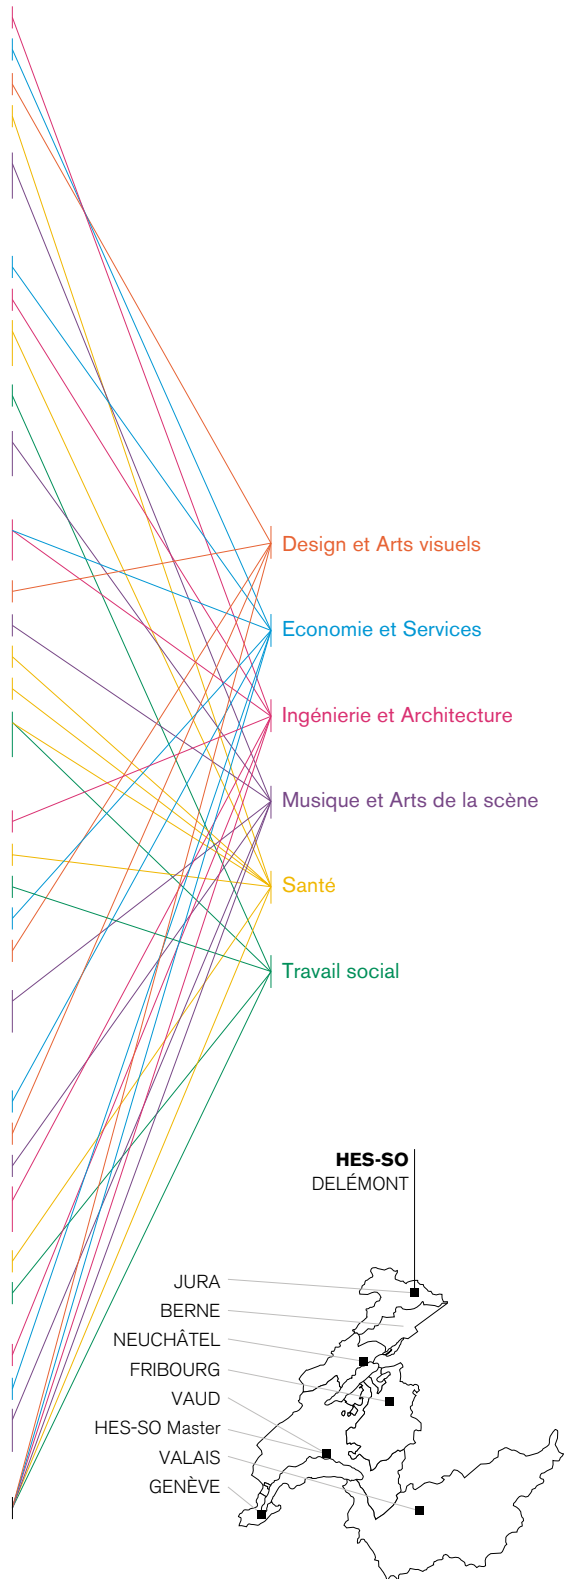 Design et Arts visuels
Economie et Services
Ingénierie et Architecture
Musique et Arts de la scène
Santé
Travail social
HES-SO
DELÉMONT
JURA
BERNE
NEUCHÂTEL
FRIBOURG
VAUD
HES-SO Master
VALAIS
GENÈVE